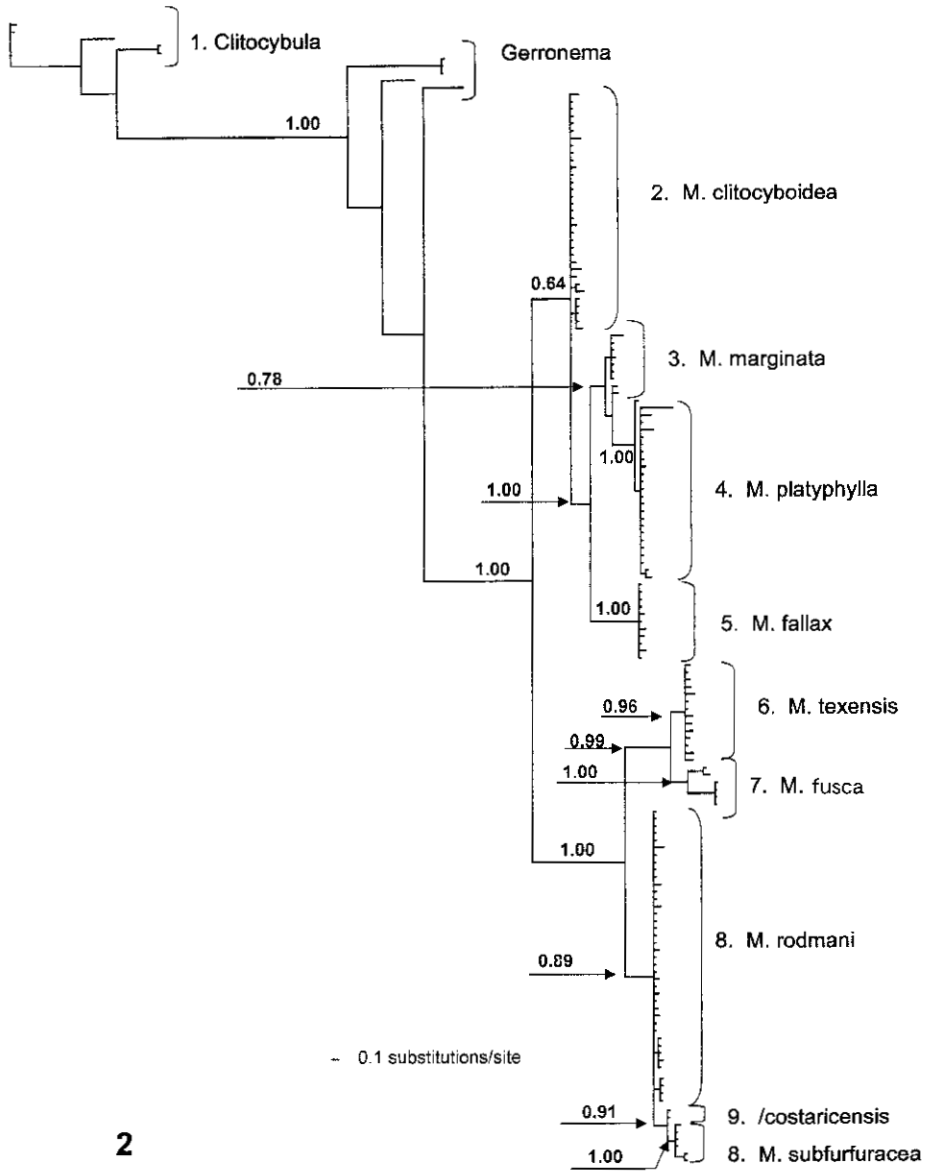 1. Clitocybula
Gerronema
1.00
2. M. clitocyboidea
0.64
3. M. marginata
0.78
1.00
4. M. platyphylla
1.00
1.00
1.00
5. M. fallax
0.96
6. M. texensis
0.99
1.00
7. M. fusca
1.00
8. M. rodmani
0.89
– 0.1 substitutions/site
9. /costaricensis
0.91
2
8. M. subfurfuracea
1.00